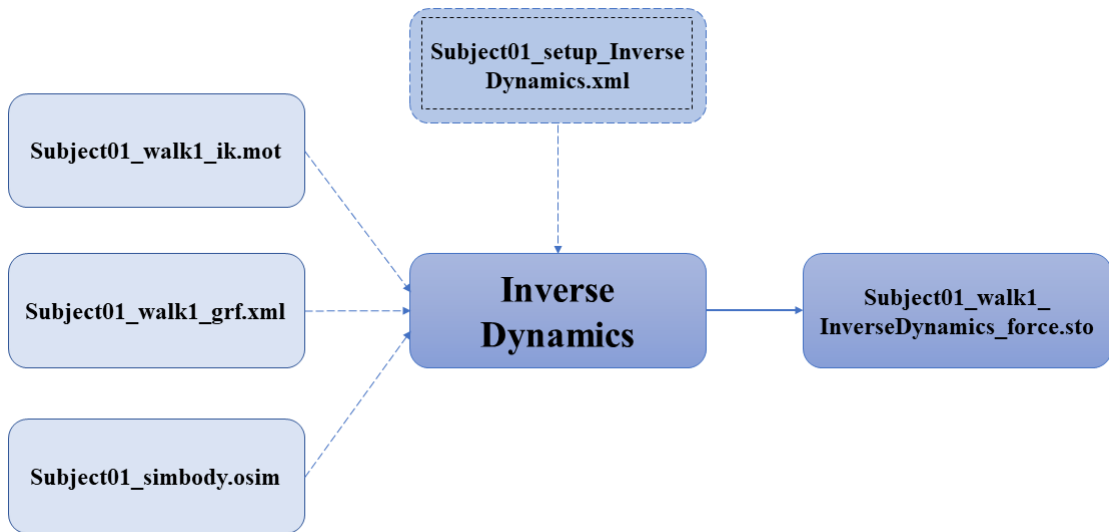 Subject01_setup_Inverse
Dynamics.xml
Subject01_walk1_ik.mot
Subject01_walk1_grf.xml
Subject01_simbody.osim
Inverse
Dynamics
Subject01_walk1_
InverseDynamics_force.sto